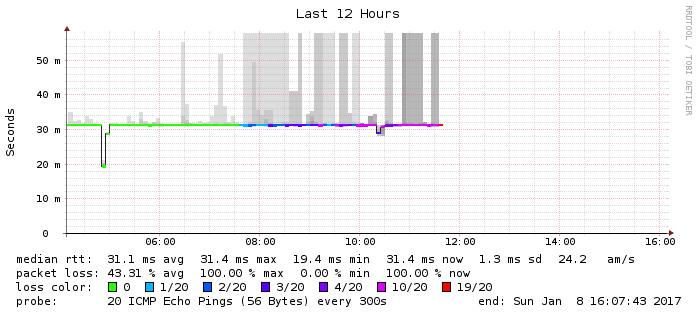 Last 12 Hours
RRDTOOL / TOBI OETIKER
Seconds
50 m
40 m
30 m
20 m
10 m
0
06:00 08:00 10:00 12:00 14:00 16:00
median rtt: 31.1 ms avg 31.4 ms max 19.4 ms min 31.4 ms now 1.3 ms sd 24.2 am/s
packet loss: 43.31 % avg 100.00 % max 0.00 % min 100.00 % now
loss color: 0 1/20 2/20 3/20 4/20 10/20 19/20
probe: 20 ICMP Echo Pings (56 Bytes) every 300s end: Sun Jan 8 16:07:43 2017